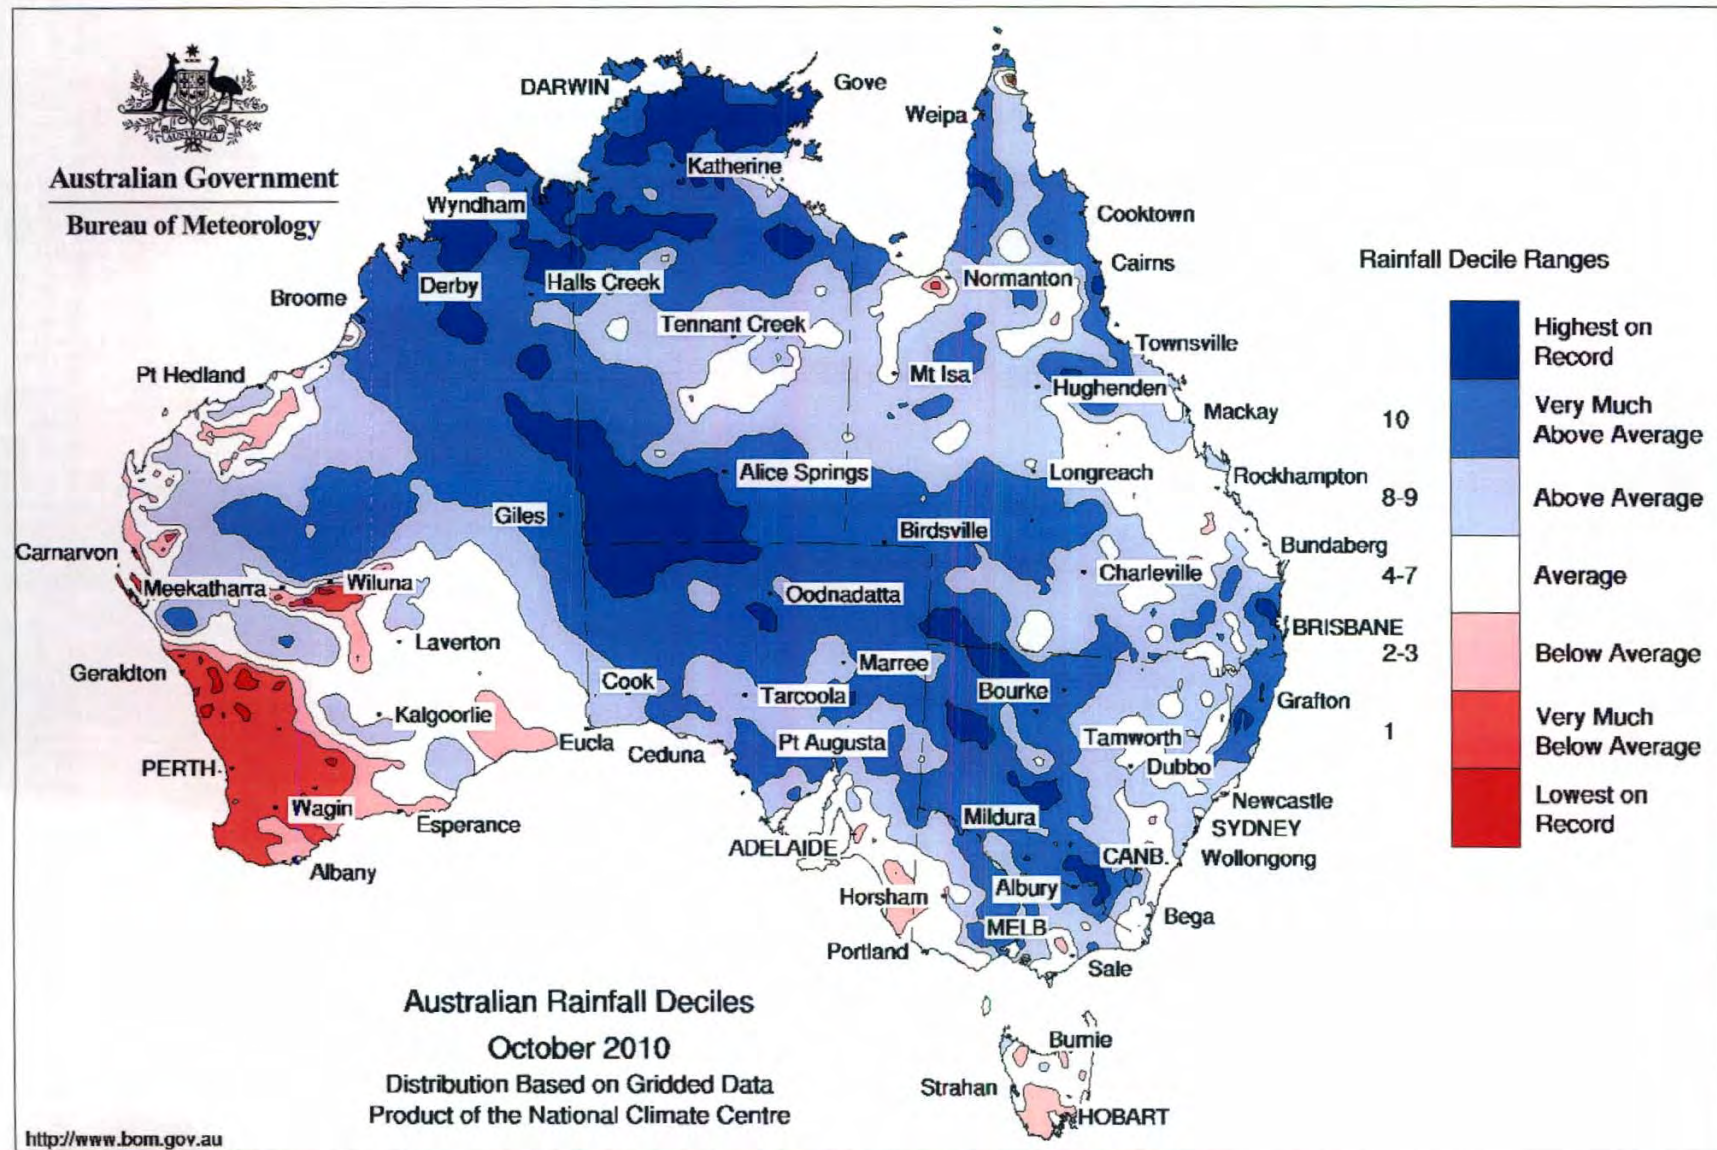 AUSTRALIA
Australian Government
Bureau of Meteorology
DARWIN
Gove
Weipa
Katherine
Wyndham
Cooktown
Cairns
Derby
Halls Creek
Normanton
Broome
Tennant Creek
Townsville
Pt Hedland
Mt Isa
Hughenden
Mackay
Alice Springs
Longreach
Rockhampton
Giles
Birdsville
Carnarvon
Bundaberg
Meekatharra
Wiluna
Charleville
Oodnadatta
BRISBANE
Laverton
Marree
Geraldton
Cook
Tarcoola
Bourke
Grafton
Kalgoorlie
Eucla
Ceduna
Pt Augusta
Tamworth
PERTH
Dubbo
Wagin
Esperance
Mildura
Newcastle
SYDNEY
ADELAIDE
CANB.
Wollongong
Albany
Horsham
Albury
Bega
MELB
Portland
Sale
Burnie
Strahan
HOBART
Rainfall Decile Ranges
Highest on
Record
10
Very Much
Above Average
8-9
Above Average
4-7
Average
2-3
Below Average
1
Very Much
Below Average
Lowest on
Record
Australian Rainfall Deciles
October 2010
Distribution Based on Gridded Data
Product of the National Climate Centre
http://www.bom.gov.au